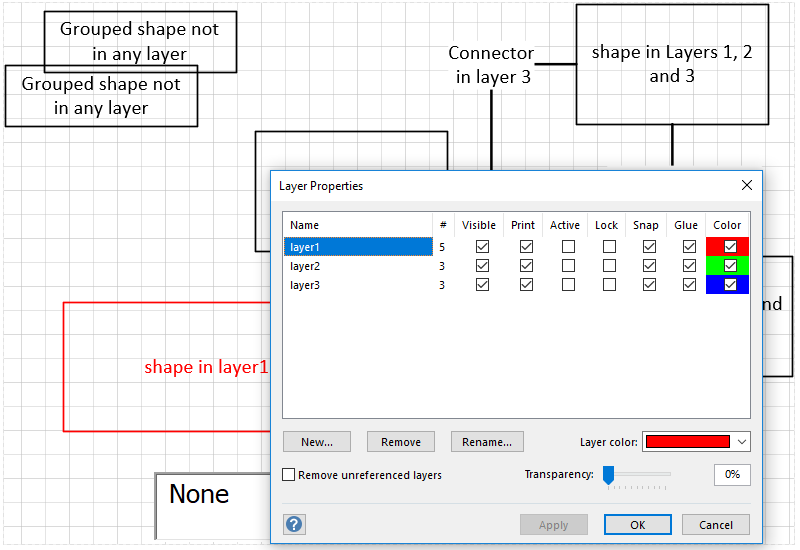 Grouped shape not
in any layer
Grouped shape not
in any layer
Connector
in layer 3
shape in Layers 1, 2
and 3
Layer Properties
Name # Visible Print Active Lock Snap Glue Color
layer1 5
layer2 3
layer3 3
nd
shape in layer1
New... Remove Rename... Layer color:
Remove unreferenced layers Transparency: 0%
None
? Apply OK Cancel